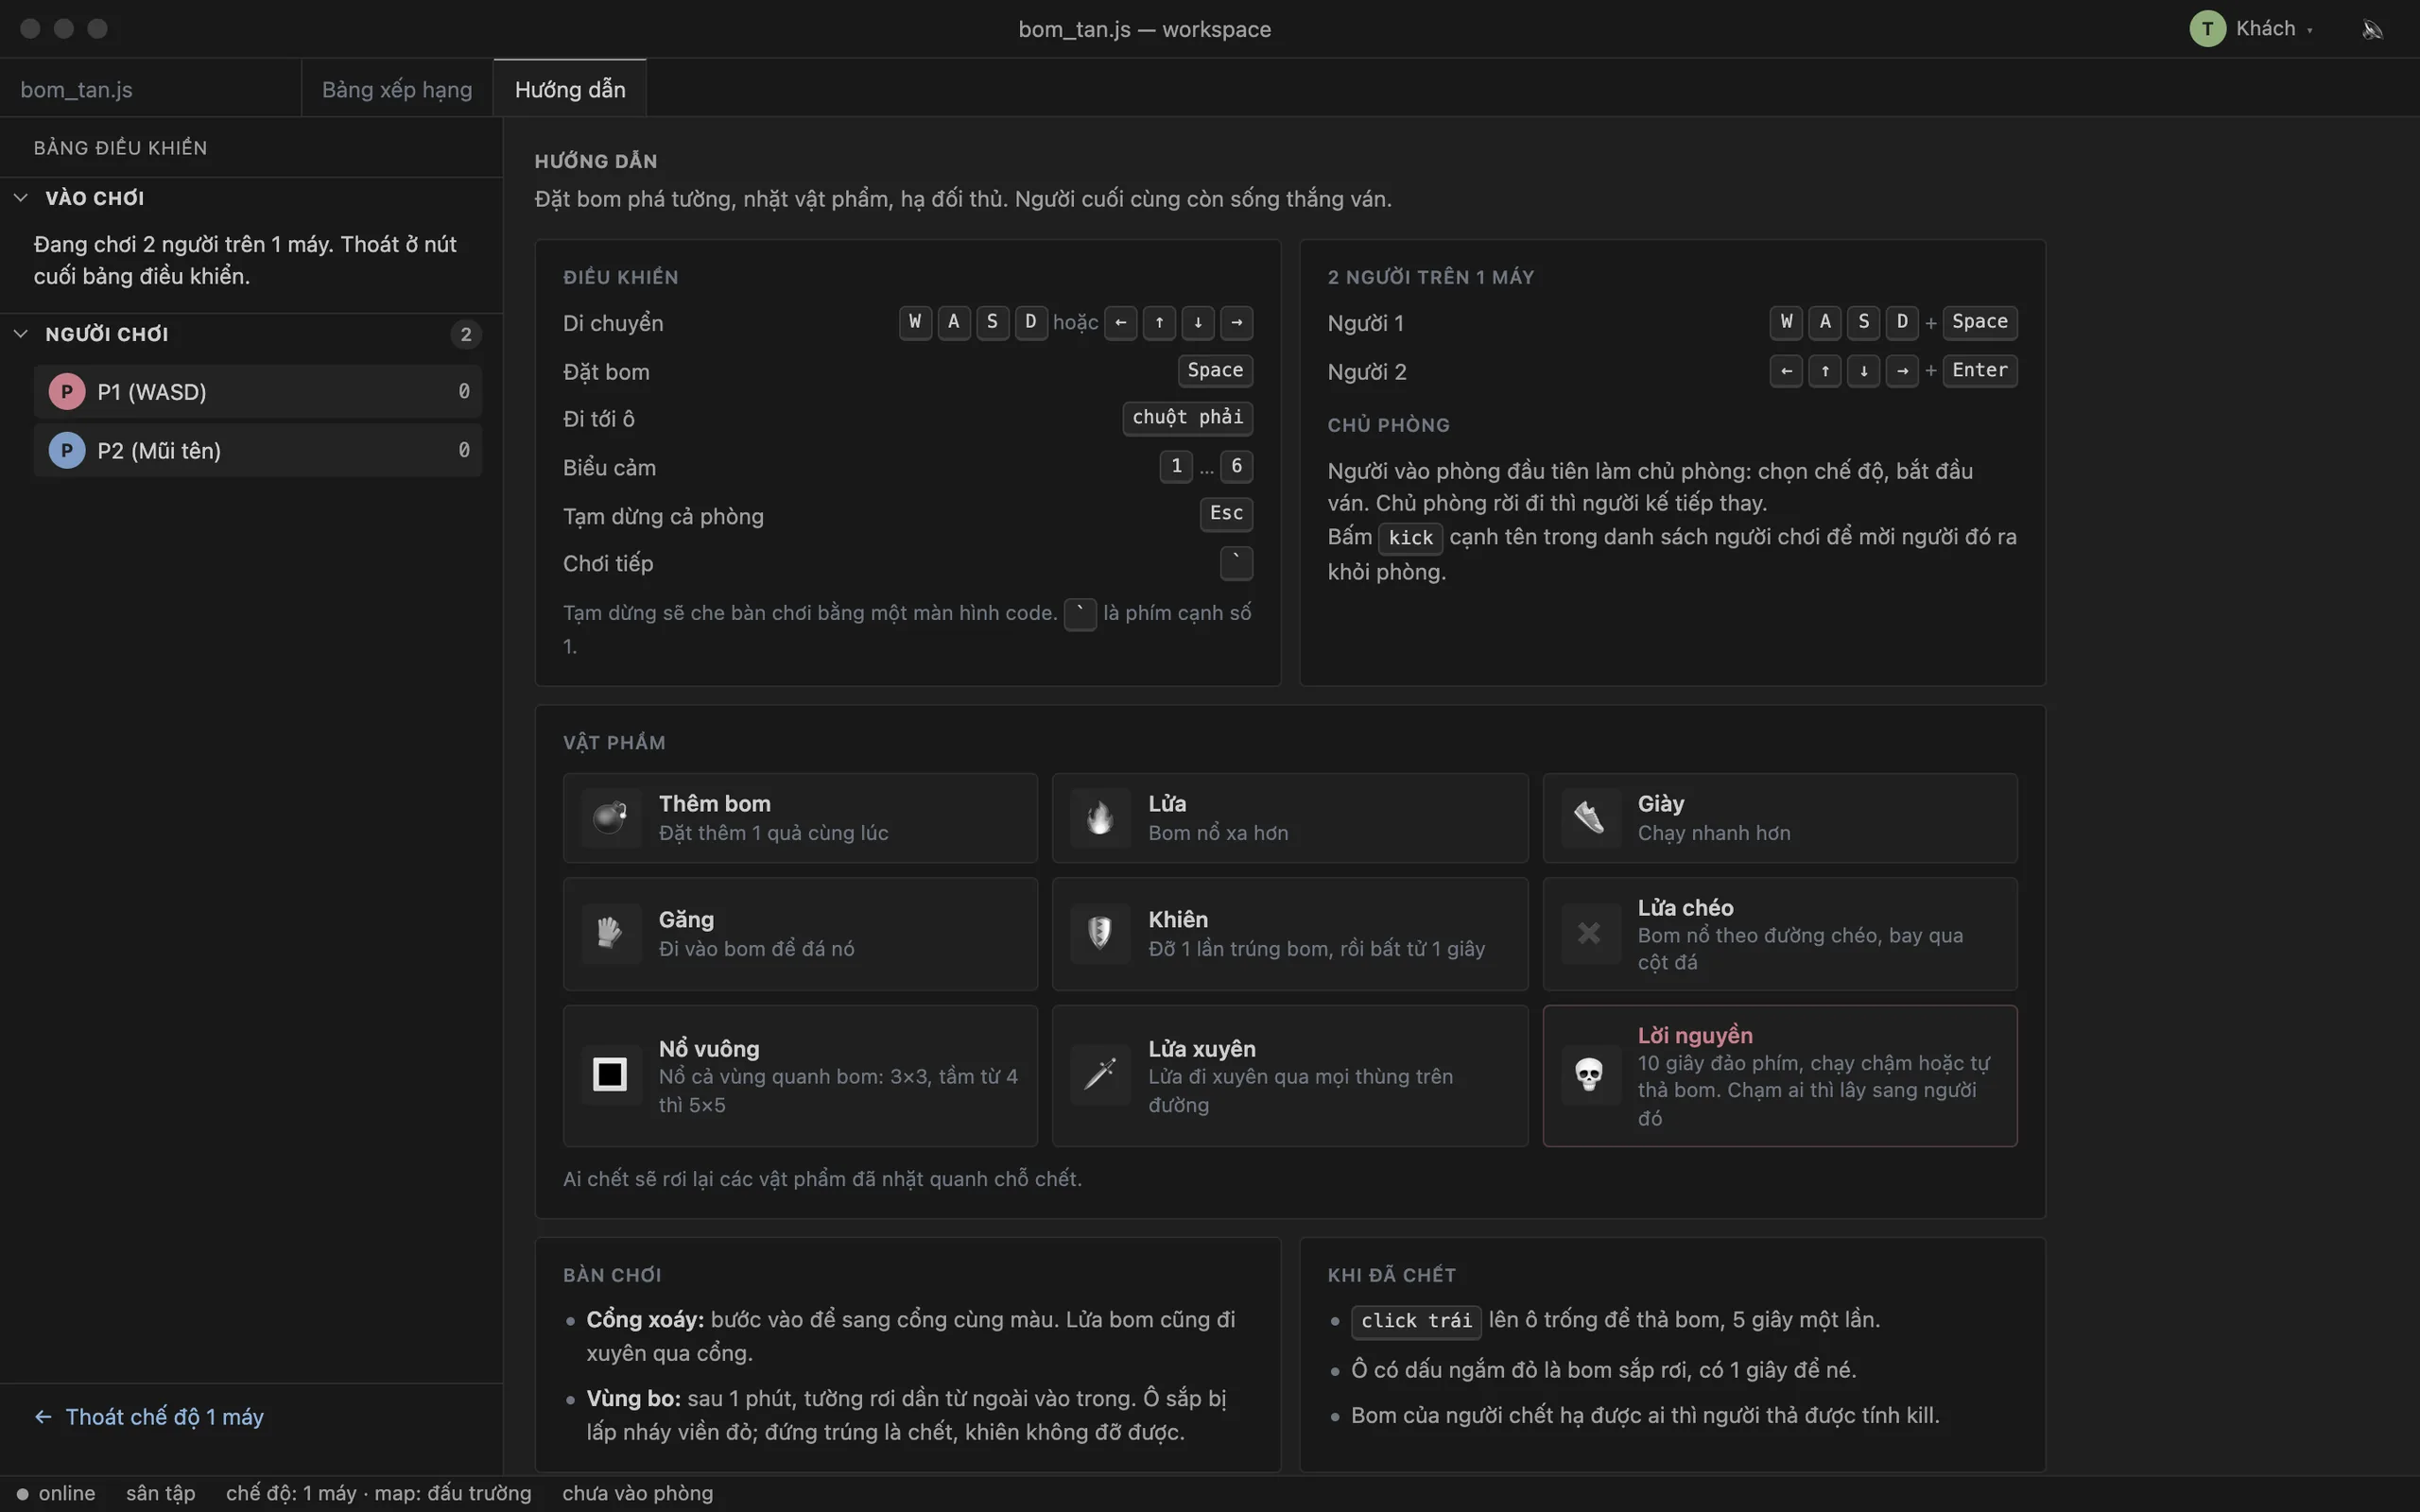 bom_tan.js — workspace
T Khách
bom_tan.js
Bảng xếp hạng
Hướng dẫn
BẢNG ĐIỀU KHIỂN
VÀO CHƠI
Đang chơi 2 người trên 1 máy. Thoát ở nút
cuối bảng điều khiển.
NGƯỜI CHƠI 2
P P1 (WASD) 0
P P2 (Mũi tên) 0
← Thoát chế độ 1 máy
HƯỚNG DẪN
Đặt bom phá tường, nhặt vật phẩm, hạ đối thủ. Người cuối cùng còn sống thắng ván.
ĐIỀU KHIỂN
Di chuyển W A S D hoặc ← ↑ ↓ →
Đặt bom Space
Đi tới ô chuột phải
Biểu cảm 1 … 6
Tạm dừng cả phòng Esc
Chơi tiếp `
Tạm dừng sẽ che bàn chơi bằng một màn hình code. ` là phím cạnh số
1.
2 NGƯỜI TRÊN 1 MÁY
Người 1 W A S D + Space
Người 2 ← ↑ ↓ → + Enter
CHỦ PHÒNG
Người vào phòng đầu tiên làm chủ phòng: chọn chế độ, bắt đầu
ván. Chủ phòng rời đi thì người kế tiếp thay.
Bấm kick cạnh tên trong danh sách người chơi để mời người đó ra
khỏi phòng.
VẬT PHẨM
Thêm bom
Đặt thêm 1 quả cùng lúc
Lửa
Bom nổ xa hơn
Giày
Chạy nhanh hơn
Găng
Đi vào bom để đá nó
Khiên
Đỡ 1 lần trúng bom, rồi bất tử 1 giây
Lửa chéo
Bom nổ theo đường chéo, bay qua
cột đá
Nổ vuông
Nổ cả vùng quanh bom: 3×3, tầm từ 4
thì 5×5
Lửa xuyên
Lửa đi xuyên qua mọi thùng trên
đường
Lời nguyền
10 giây đảo phím, chạy chậm hoặc tự
thả bom. Chạm ai thì lây sang người
đó
Ai chết sẽ rơi lại các vật phẩm đã nhặt quanh chỗ chết.
BÀN CHƠI
• Cổng xoáy: bước vào để sang cổng cùng màu. Lửa bom cũng đi
xuyên qua cổng.
• Vùng bo: sau 1 phút, tường rơi dần từ ngoài vào trong. Ô sắp bị
lấp nháy viền đỏ; đứng trúng là chết, khiên không đỡ được.
KHI ĐÃ CHẾT
• click trái lên ô trống để thả bom, 5 giây một lần.
• Ô có dấu ngắm đỏ là bom sắp rơi, có 1 giây để né.
• Bom của người chết hạ được ai thì người thả được tính kill.
online sân tập chế độ: 1 máy · map: đấu trường chưa vào phòng